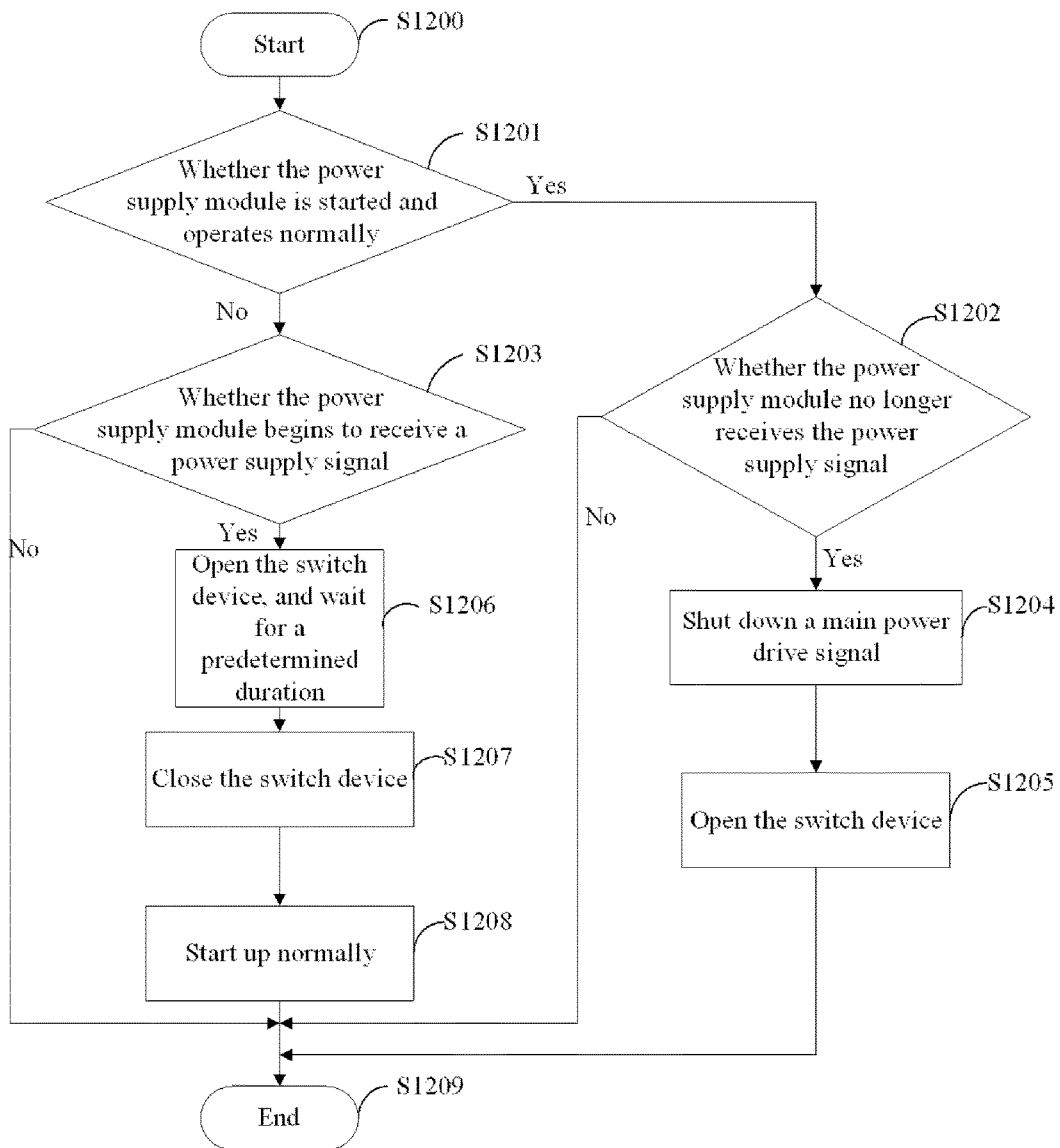 Start
S1200
Whether the power
supply module is started and
operates normally
S1201
Yes
No
Whether the power
supply module begins to receive a
power supply signal
S1203
Whether the power
supply module no longer
receives the power
supply signal
S1202
No
Yes
No
Yes
Open the switch
device, and wait
for a
predetermined
duration
S1206
Shut down a main power
drive signal
S1204
Close the switch device
S1207
Open the switch device
S1205
Start up normally
S1208
End
S1209